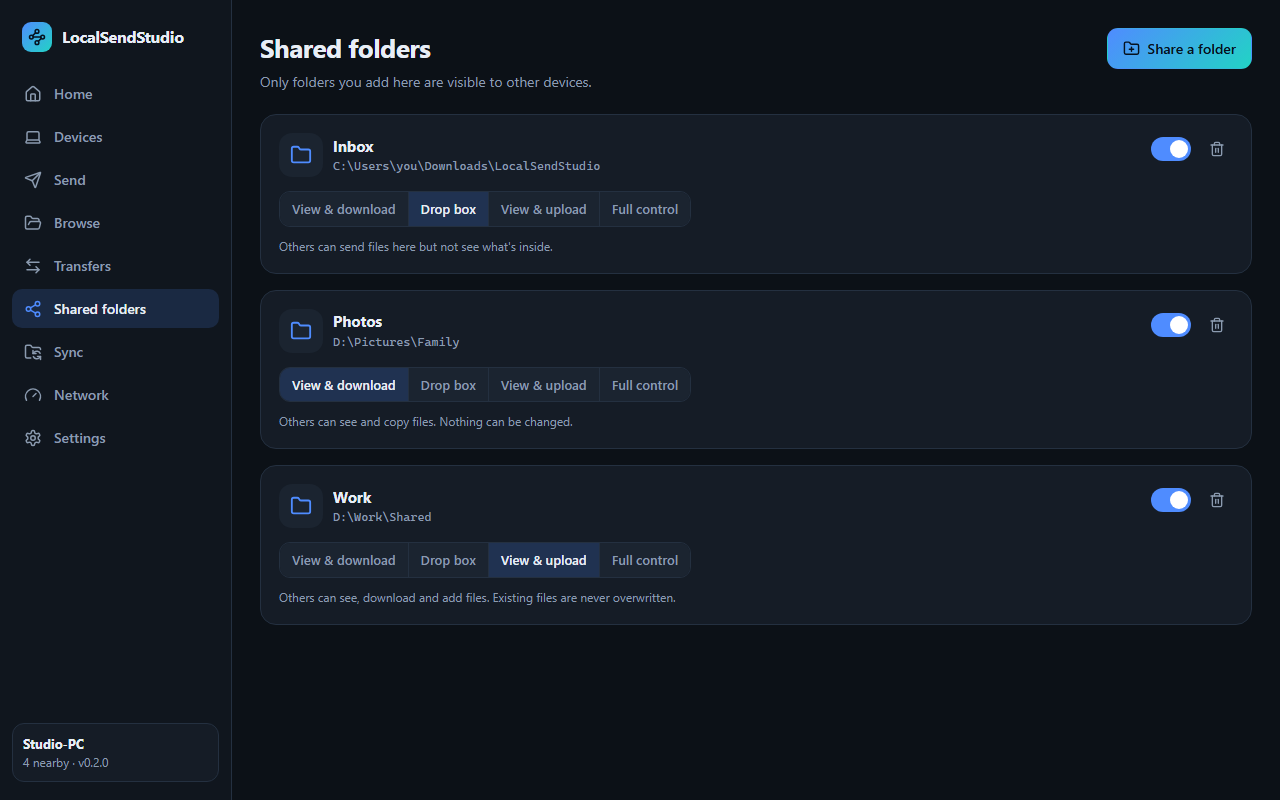 LocalSendStudio
Home
Devices
Send
Browse
Transfers
Shared folders
Sync
Network
Settings
Studio-PC
4 nearby · v0.2.0
Shared folders
Only folders you add here are visible to other devices.
Share a folder
Inbox
C:\Users\you\Downloads\LocalSendStudio
View & download Drop box View & upload Full control
Others can send files here but not see what's inside.
Photos
D:\Pictures\Family
View & download Drop box View & upload Full control
Others can see and copy files. Nothing can be changed.
Work
D:\Work\Shared
View & download Drop box View & upload Full control
Others can see, download and add files. Existing files are never overwritten.